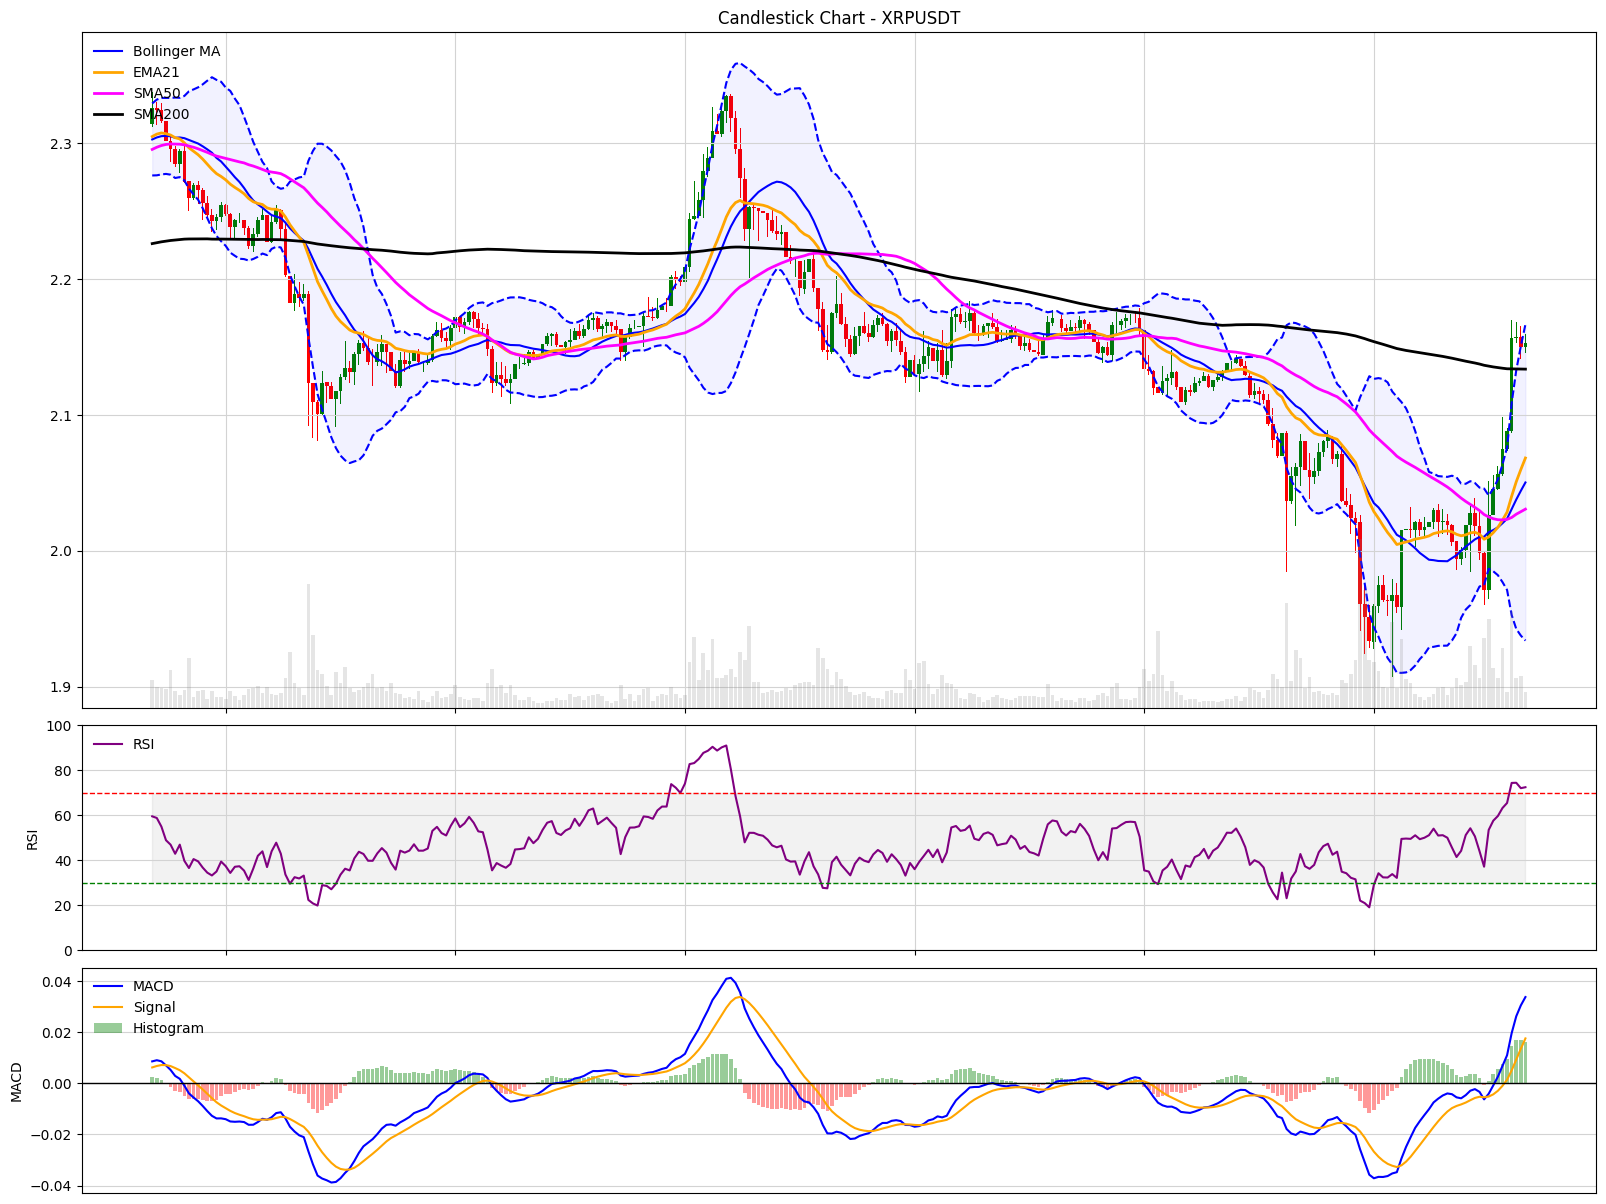 Candlestick Chart - XRPUSDT
Bollinger MA
EMA21
SMA50
SMA200
2.3
2.2
2.1
2.0
1.9
100
RSI
80
60
RSI
40
20
0
0.04
MACD
Signal
0.02
Histogram
0.00
MACD
−0.02
−0.04